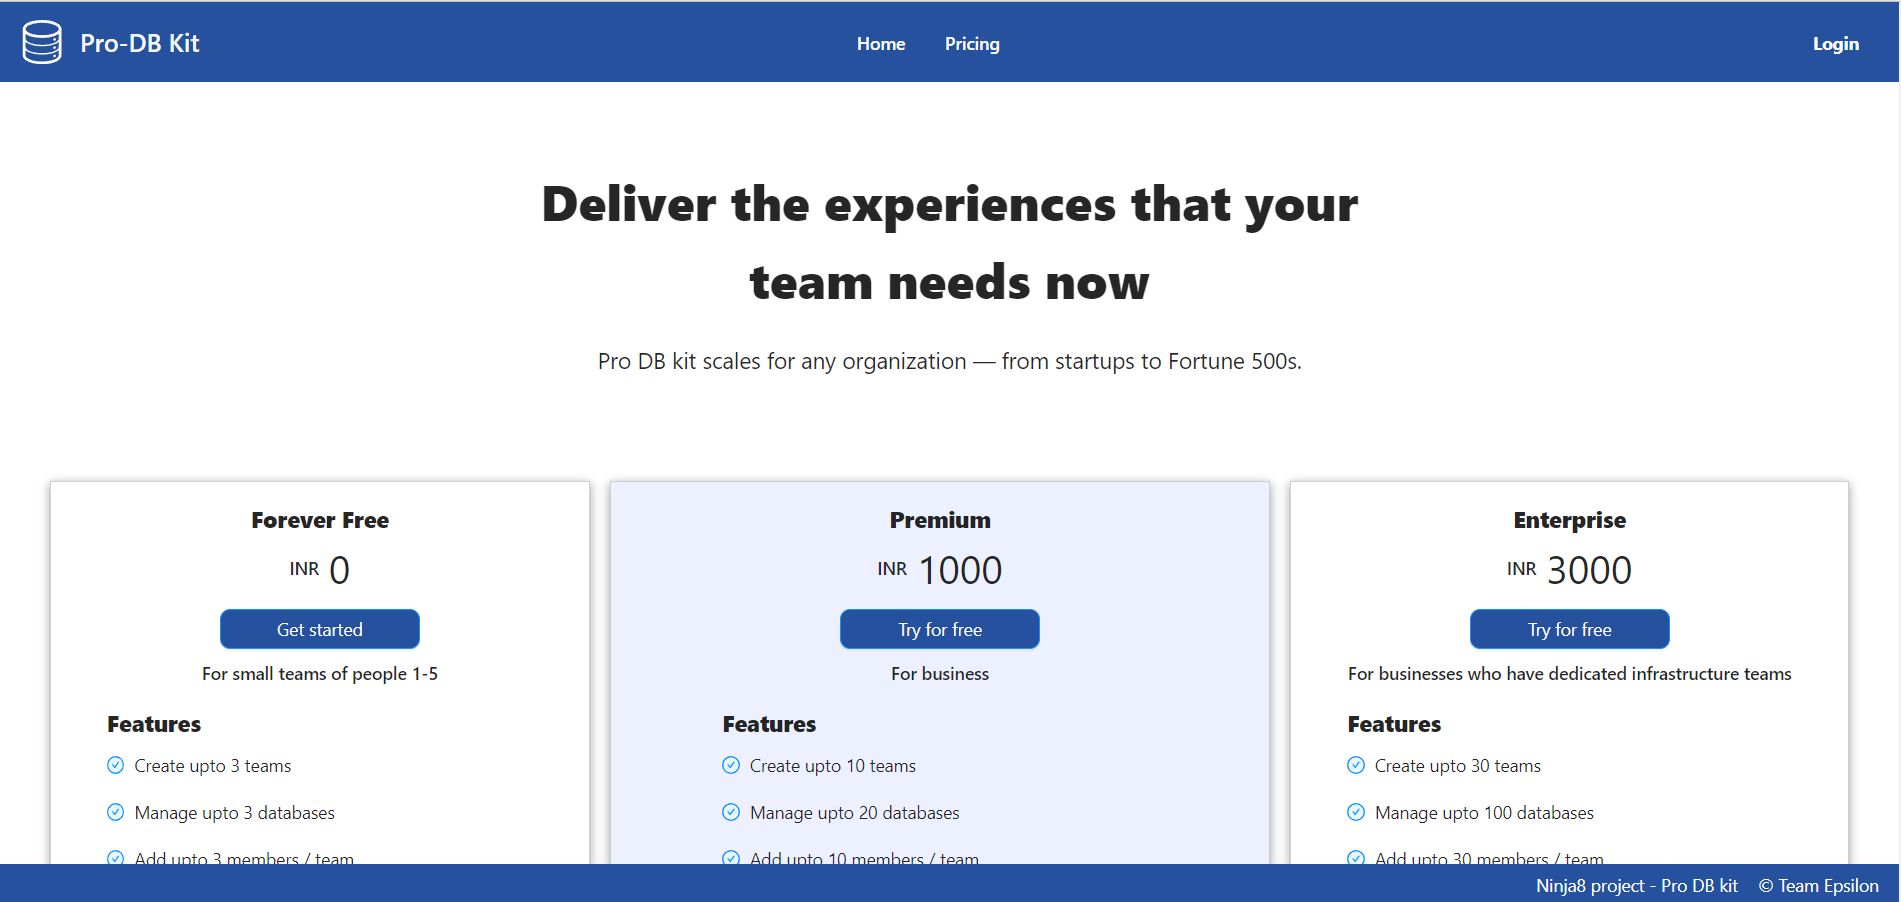 Pro-DB Kit
Home Pricing
Login
Deliver the experiences that your
team needs now
Pro DB kit scales for any organization — from startups to Fortune 500s.
Forever Free
INR 0
Get started
For small teams of people 1-5
Features
Create upto 3 teams
Manage upto 3 databases
Add upto 3 members / team
Premium
INR 1000
Try for free
For business
Features
Create upto 10 teams
Manage upto 20 databases
Add upto 10 members / team
Enterprise
INR 3000
Try for free
For businesses who have dedicated infrastructure teams
Features
Create upto 30 teams
Manage upto 100 databases
Add upto 30 members / team
Ninja8 project - Pro DB kit © Team Epsilon